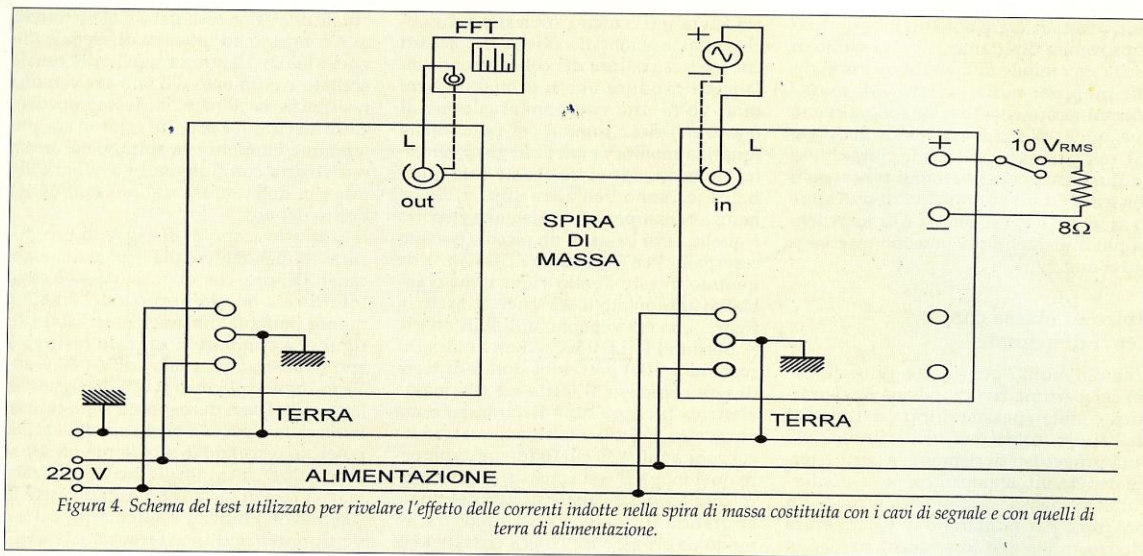 FFT
+
−
L
L
out
in
SPIRA
DI
MASSA
+
−
10 VRMS
8Ω
TERRA
TERRA
220 V
ALIMENTAZIONE
Figura 4. Schema del test utilizzato per rivelare l'effetto delle correnti indotte nella spira di massa costituita con i cavi di segnale e con quelli di
terra di alimentazione.